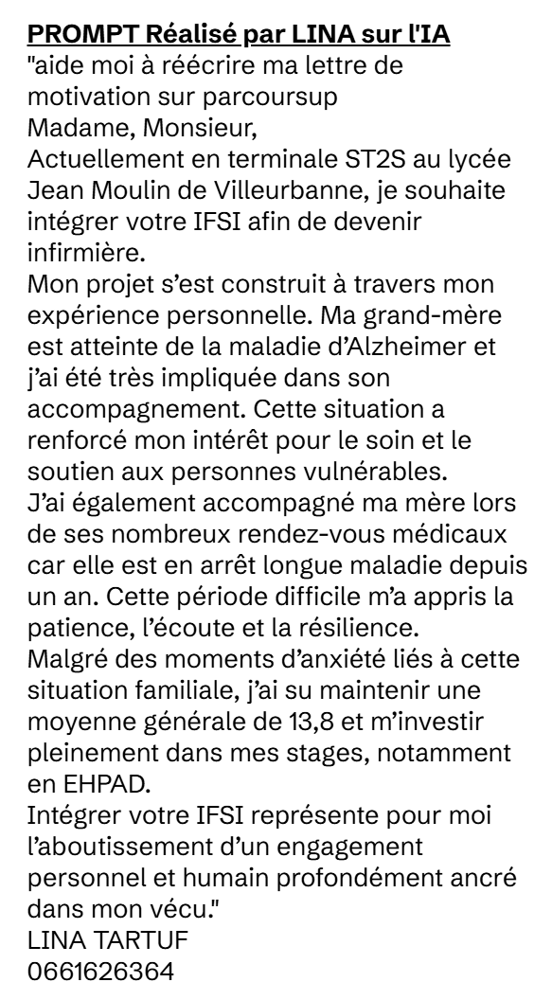 PROMPT Réalisé par LINA sur l'IA
"aide moi à réécrire ma lettre de
motivation sur parcoursup
Madame, Monsieur,
Actuellement en terminale ST2S au lycée
Jean Moulin de Villeurbanne, je souhaite
intégrer votre IFSI afin de devenir
infirmière.
Mon projet s’est construit à travers mon
expérience personnelle. Ma grand-mère
est atteinte de la maladie d’Alzheimer et
j’ai été très impliquée dans son
accompagnement. Cette situation a
renforcé mon intérêt pour le soin et le
soutien aux personnes vulnérables.
J’ai également accompagné ma mère lors
de ses nombreux rendez-vous médicaux
car elle est en arrêt longue maladie depuis
un an. Cette période difficile m’a appris la
patience, l’écoute et la résilience.
Malgré des moments d’anxiété liés à cette
situation familiale, j’ai su maintenir une
moyenne générale de 13,8 et m’investir
pleinement dans mes stages, notamment
en EHPAD.
Intégrer votre IFSI représente pour moi
l’aboutissement d’un engagement
personnel et humain profondément ancré
dans mon vécu."
LINA TARTUF
0661626364